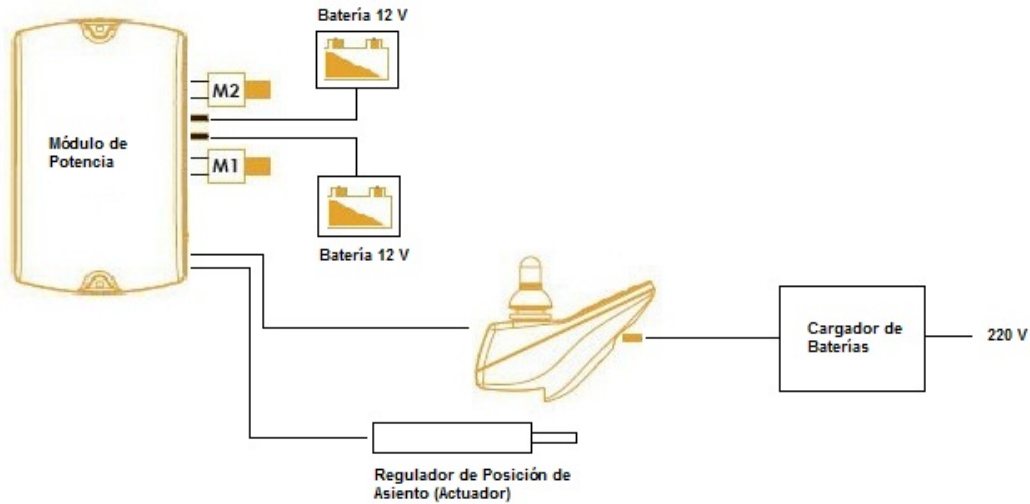 Batería 12 V
M2
Módulo de
Potencia
M1
Batería 12 V
Cargador de
Baterías
220 V
Regulador de Posición de
Asiento (Actuador)